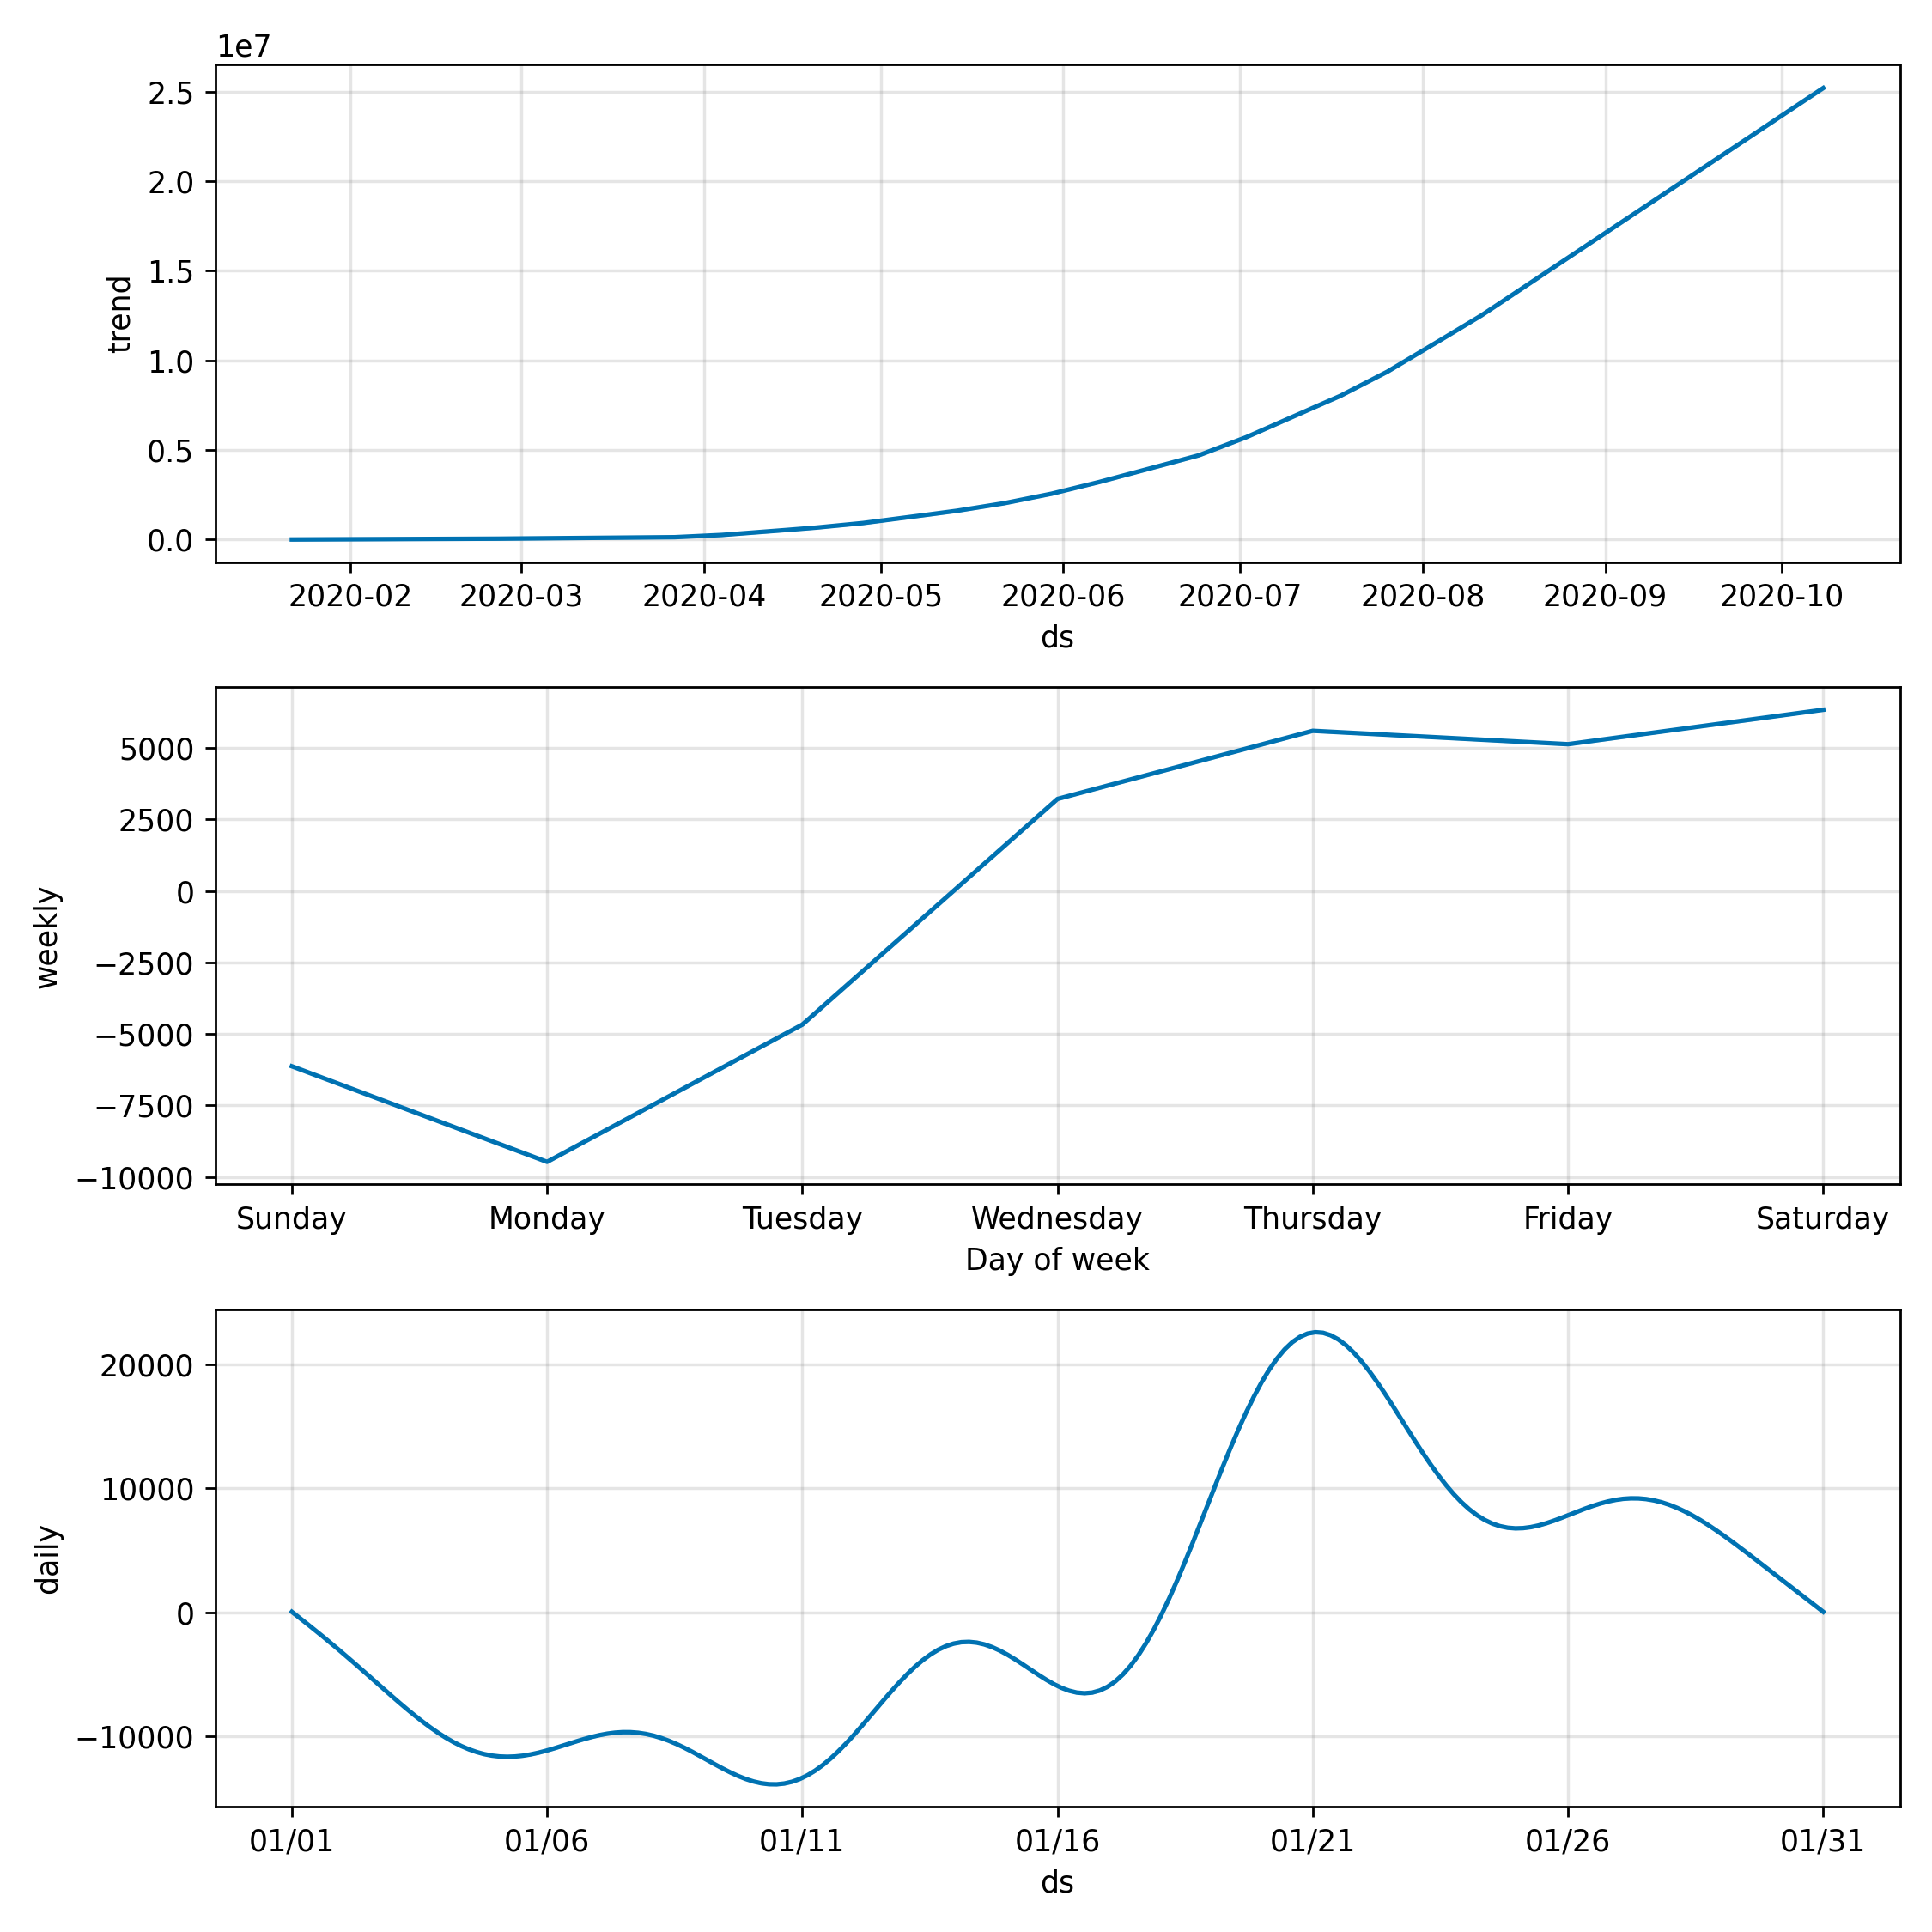 1e7
2.5
2.0
1.5
1.0
0.5
0.0
trend
2020-02 2020-03 2020-04 2020-05 2020-06 2020-07 2020-08 2020-09 2020-10
ds
5000
2500
0
−2500
−5000
−7500
−10000
weekly
Sunday Monday Tuesday Wednesday Thursday Friday Saturday
Day of week
20000
10000
0
−10000
daily
01/01 01/06 01/11 01/16 01/21 01/26 01/31
ds